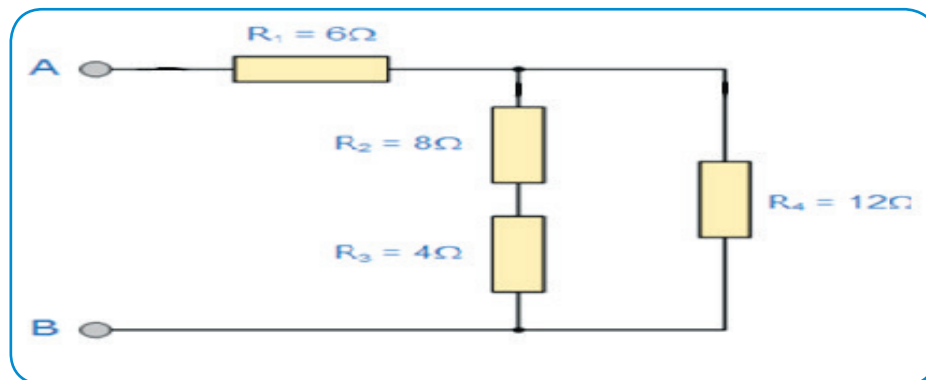 R₁ = 6Ω
A
R₂ = 8Ω
R₄ = 12Ω
R₃ = 4Ω
B